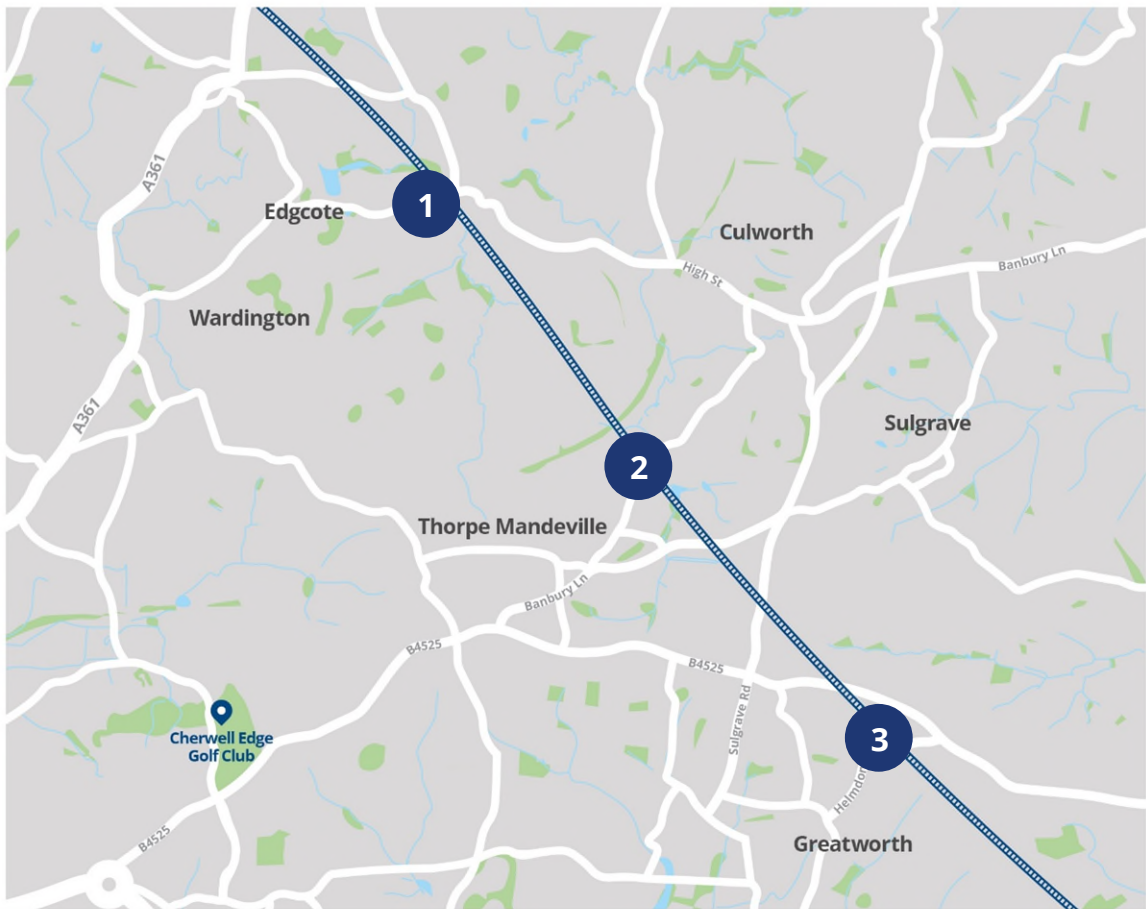 A361
1
Edgcote
Culworth
High St
Banbury Ln
Wardington
A361
Sulgrave
2
Thorpe Mandeville
Banbury Ln
B4525
B4525
Sulgrave Rd
Cherwell Edge
Golf Club
3
Helmdon
B4525
Greatworth